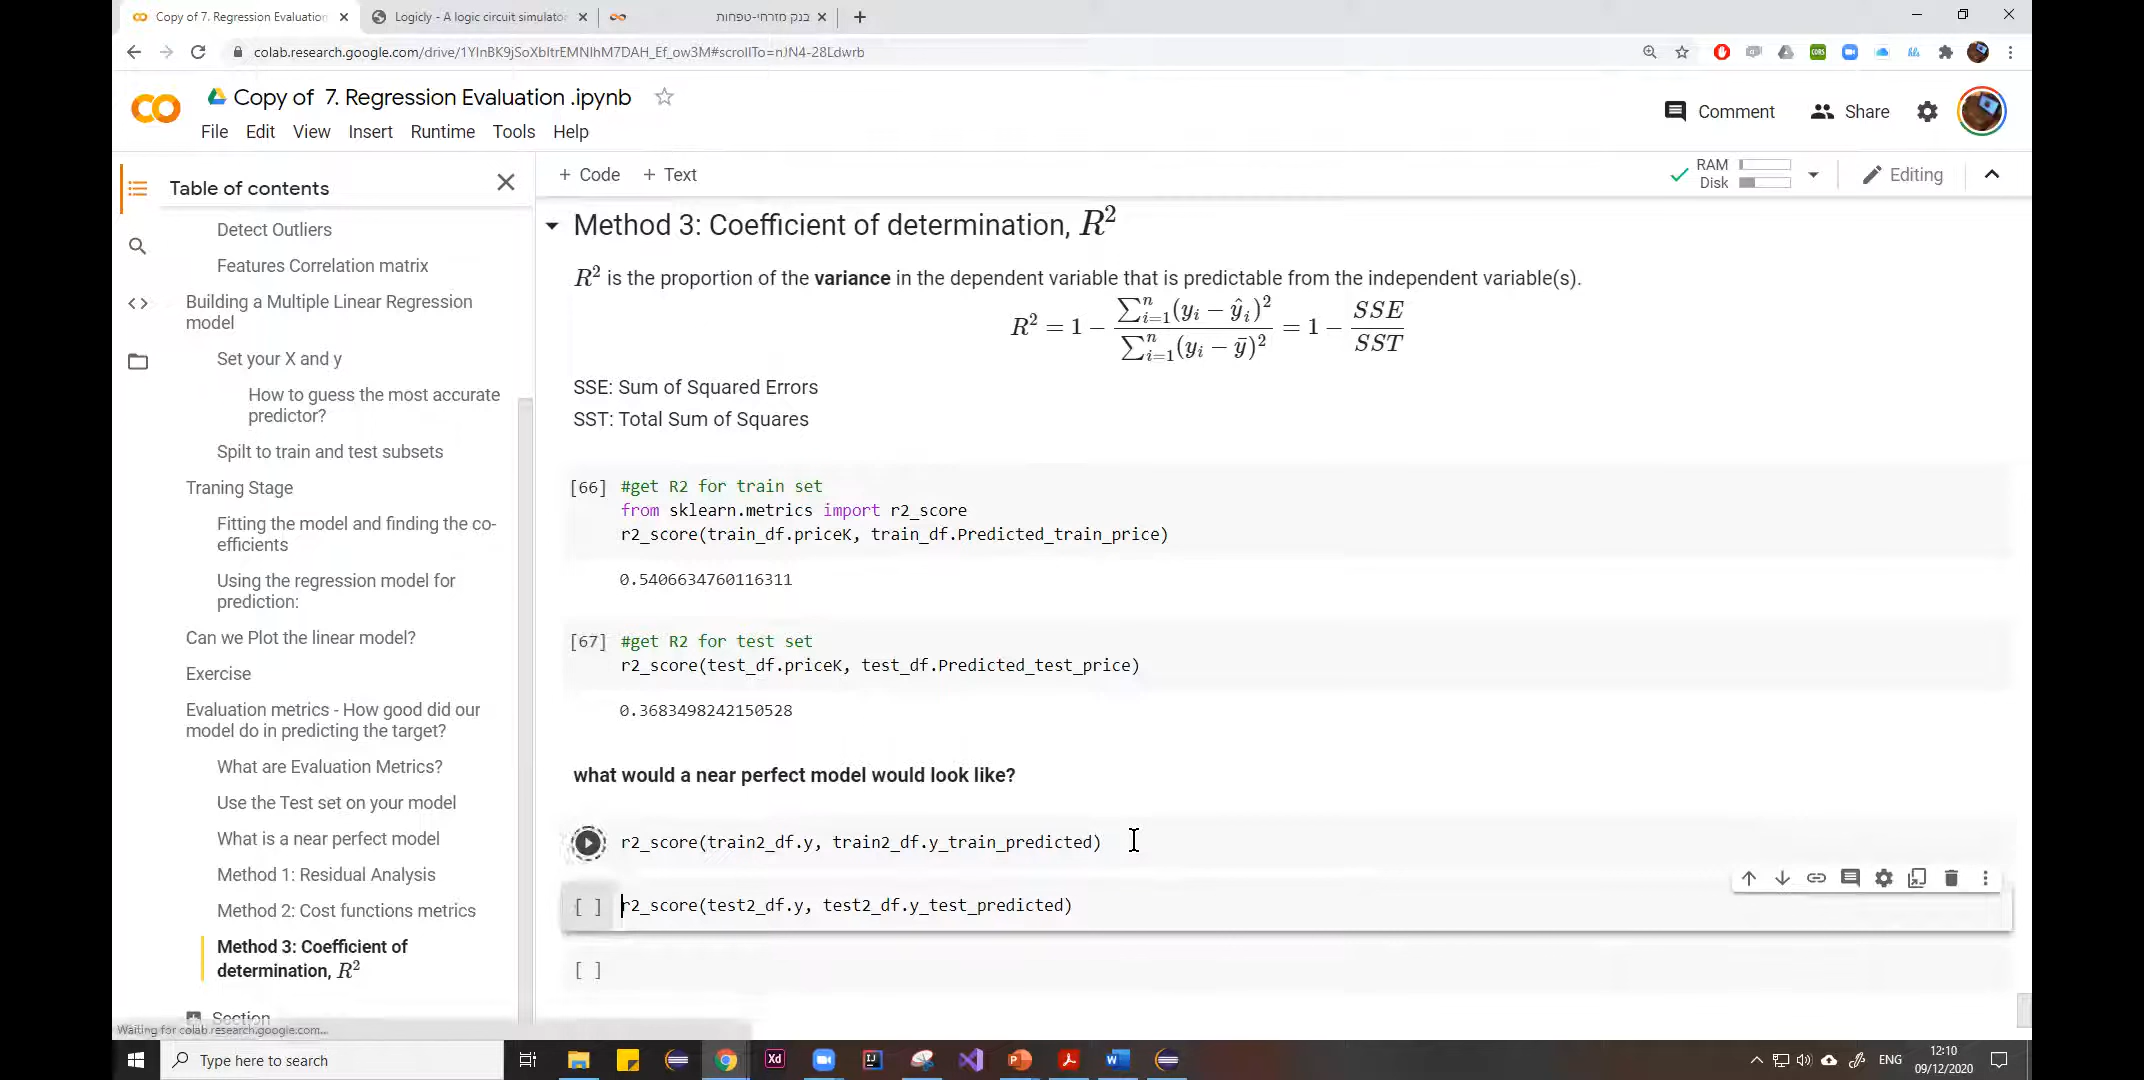 Copy of 7. Regression Evaluation
Logicly - A logic circuit simulator
בנק מזרחי-טפחות
colab.research.google.com/drive/1YInBK9jSoXbItrEMNIhM7DAH_Ef_ow3M#scrollTo=nJN4-28Ldwrb
Copy of 7. Regression Evaluation .ipynb
Comment
Share
File Edit View Insert Runtime Tools Help
Table of contents
+ Code + Text
RAM
Disk
Editing
Detect Outliers
Features Correlation matrix
Building a Multiple Linear Regression
model
Set your X and y
How to guess the most accurate
predictor?
Spilt to train and test subsets
Traning Stage
Fitting the model and finding the co-
efficients
Using the regression model for
prediction:
Can we Plot the linear model?
Exercise
Evaluation metrics - How good did our
model do in predicting the target?
What are Evaluation Metrics?
Use the Test set on your model
What is a near perfect model
Method 1: Residual Analysis
Method 2: Cost functions metrics
Method 3: Coefficient of
determination, R²
Section
Waiting for colab.research.google.com...
Method 3: Coefficient of determination, R²
R² is the proportion of the variance in the dependent variable that is predictable from the independent variable(s).
R² = 1 − ∑ⁿᵢ₌₁(yᵢ − ŷᵢ)² / ∑ⁿᵢ₌₁(yᵢ − ȳ)² = 1 − SSE / SST
SSE: Sum of Squared Errors
SST: Total Sum of Squares
[66] #get R2 for train set
from sklearn.metrics import r2_score
r2_score(train_df.priceK, train_df.Predicted_train_price)
0.5406634760116311
[67] #get R2 for test set
r2_score(test_df.priceK, test_df.Predicted_test_price)
0.3683498242150528
what would a near perfect model would look like?
r2_score(train2_df.y, train2_df.y_train_predicted)
[ ] r2_score(test2_df.y, test2_df.y_test_predicted)
[ ]
Type here to search
Xd
ENG
12:10
09/12/2020